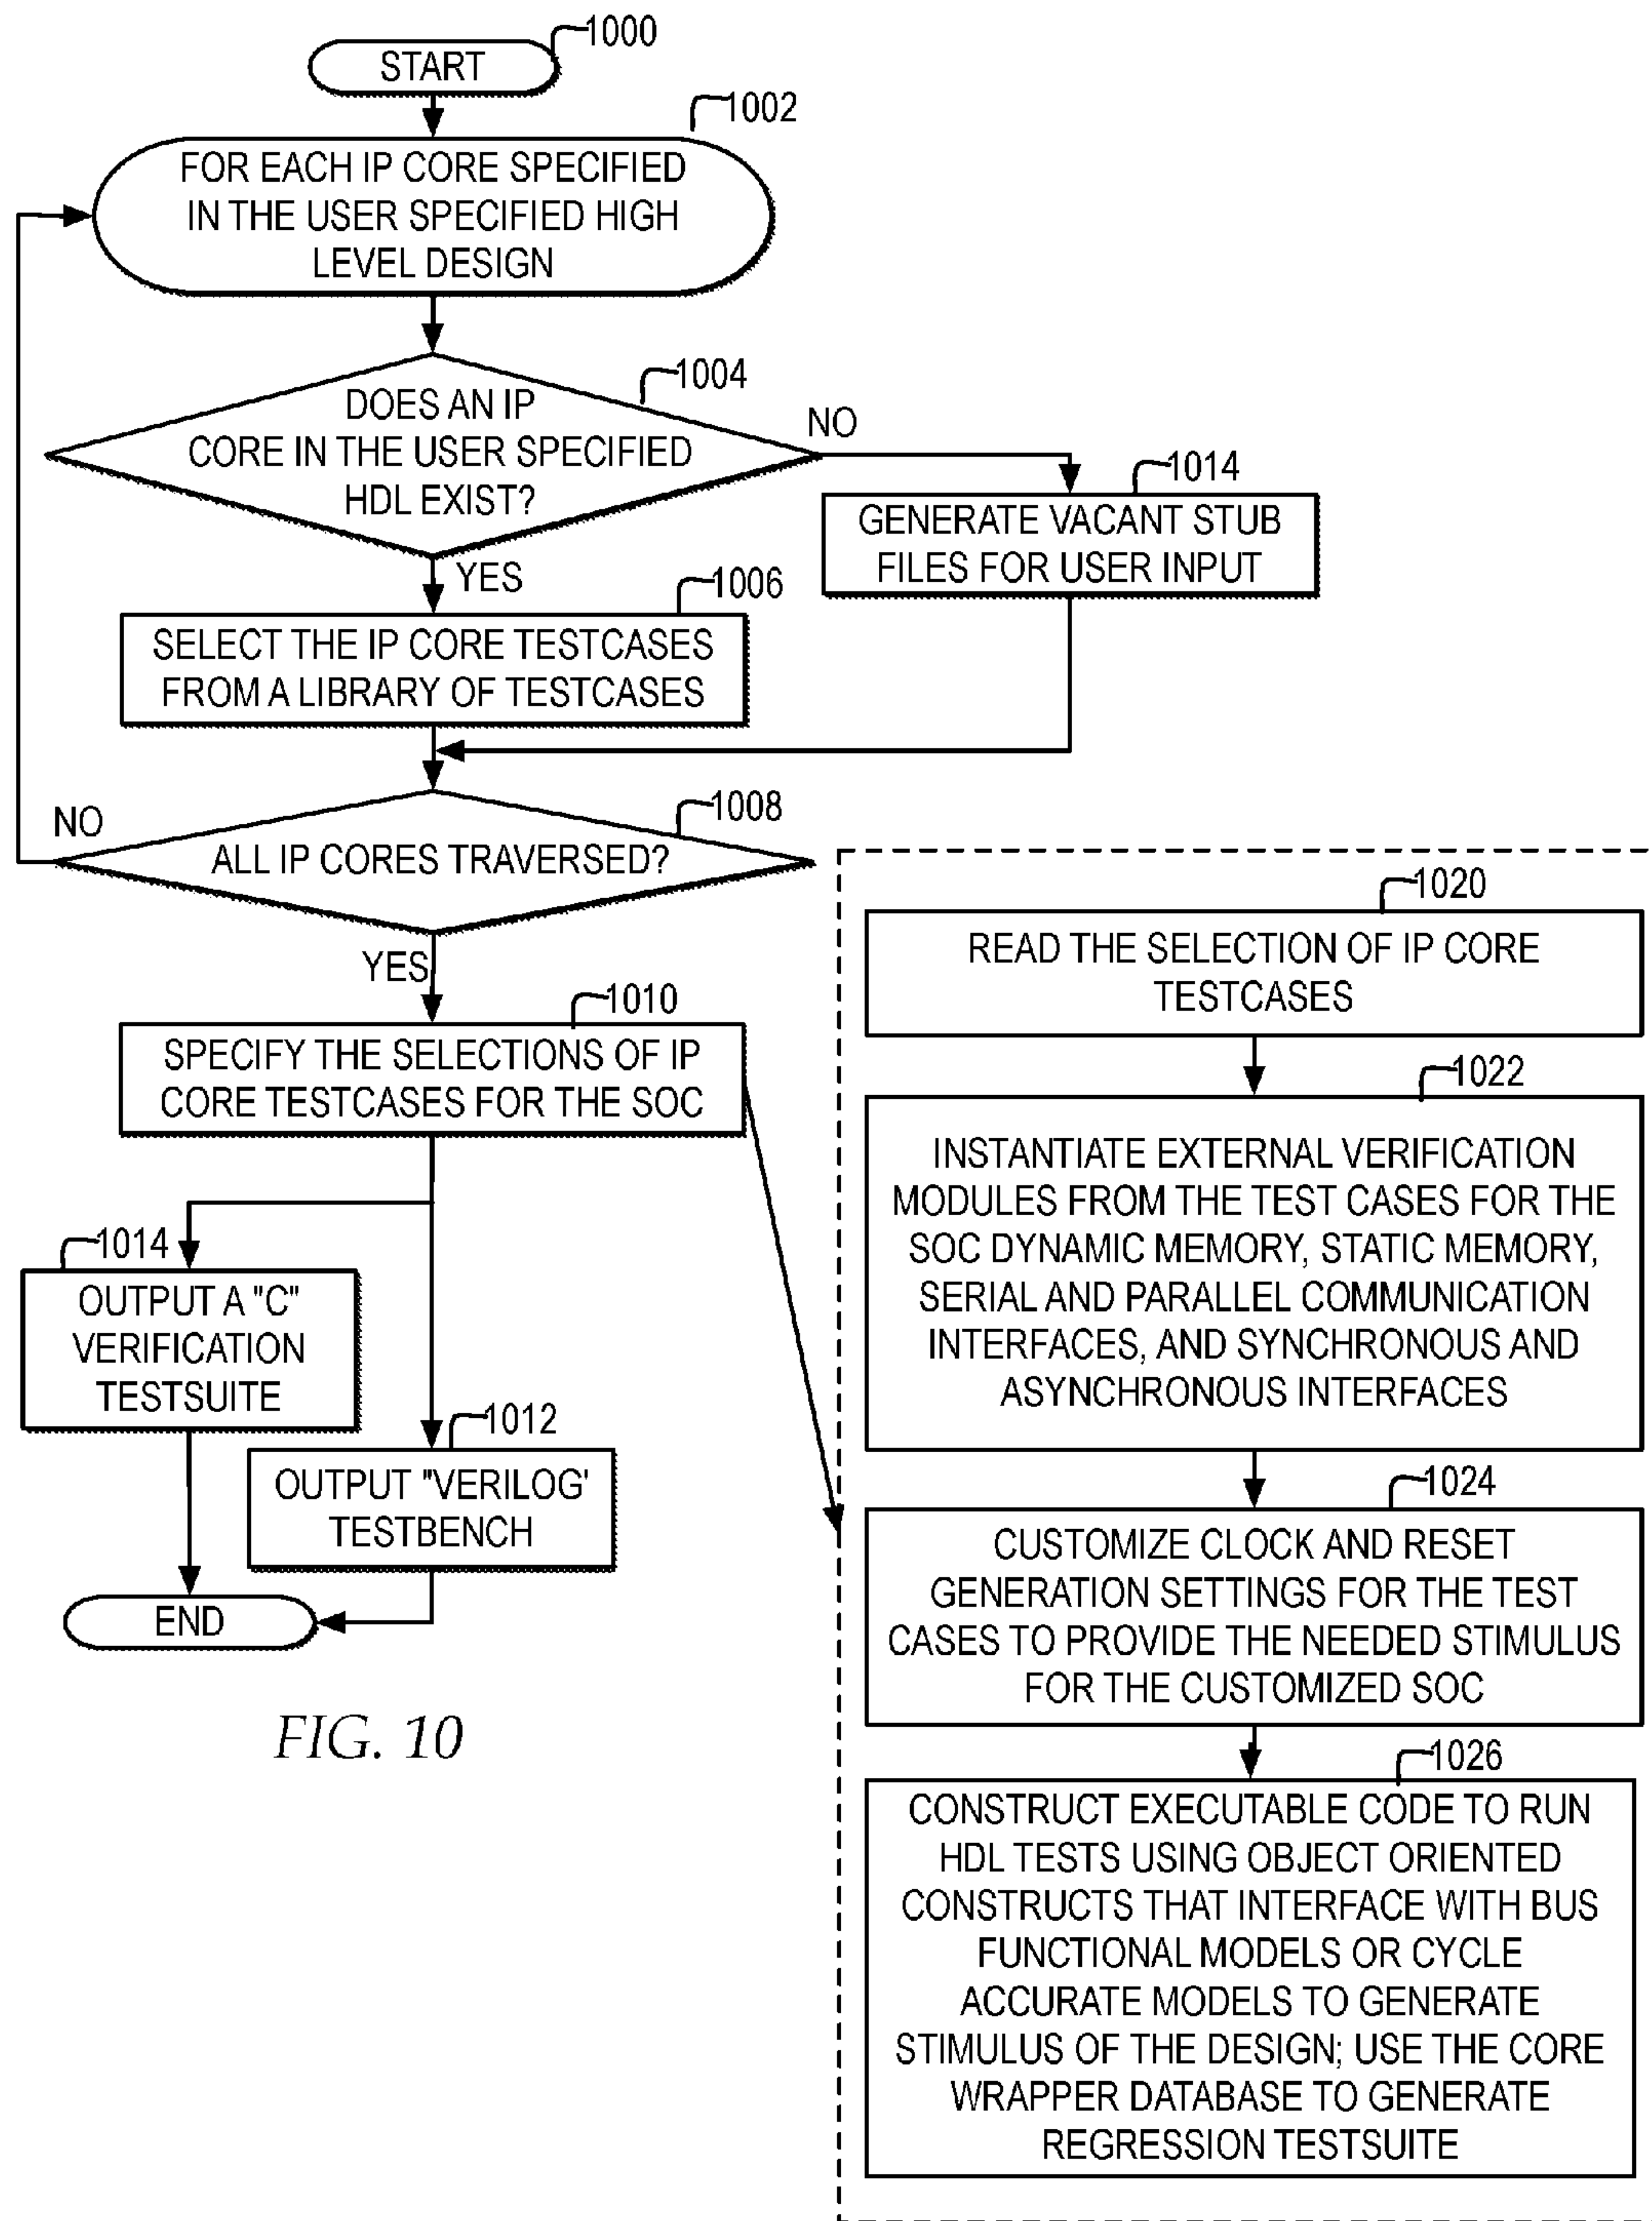 1000
START
1002
FOR EACH IP CORE SPECIFIED
IN THE USER SPECIFIED HIGH
LEVEL DESIGN
1004
DOES AN IP
CORE IN THE USER SPECIFIED
HDL EXIST?
NO
1014
GENERATE VACANT STUB
FILES FOR USER INPUT
YES
1006
SELECT THE IP CORE TESTCASES
FROM A LIBRARY OF TESTCASES
1008
NO
ALL IP CORES TRAVERSED?
YES
1010
SPECIFY THE SELECTIONS OF IP
CORE TESTCASES FOR THE SOC
1014
OUTPUT A "C"
VERIFICATION
TESTSUITE
1012
OUTPUT "VERILOG'
TESTBENCH
END
FIG. 10
1020
READ THE SELECTION OF IP CORE
TESTCASES
1022
INSTANTIATE EXTERNAL VERIFICATION
MODULES FROM THE TEST CASES FOR THE
SOC DYNAMIC MEMORY, STATIC MEMORY,
SERIAL AND PARALLEL COMMUNICATION
INTERFACES, AND SYNCHRONOUS AND
ASYNCHRONOUS INTERFACES
1024
CUSTOMIZE CLOCK AND RESET
GENERATION SETTINGS FOR THE TEST
CASES TO PROVIDE THE NEEDED STIMULUS
FOR THE CUSTOMIZED SOC
1026
CONSTRUCT EXECUTABLE CODE TO RUN
HDL TESTS USING OBJECT ORIENTED
CONSTRUCTS THAT INTERFACE WITH BUS
FUNCTIONAL MODELS OR CYCLE
ACCURATE MODELS TO GENERATE
STIMULUS OF THE DESIGN; USE THE CORE
WRAPPER DATABASE TO GENERATE
REGRESSION TESTSUITE